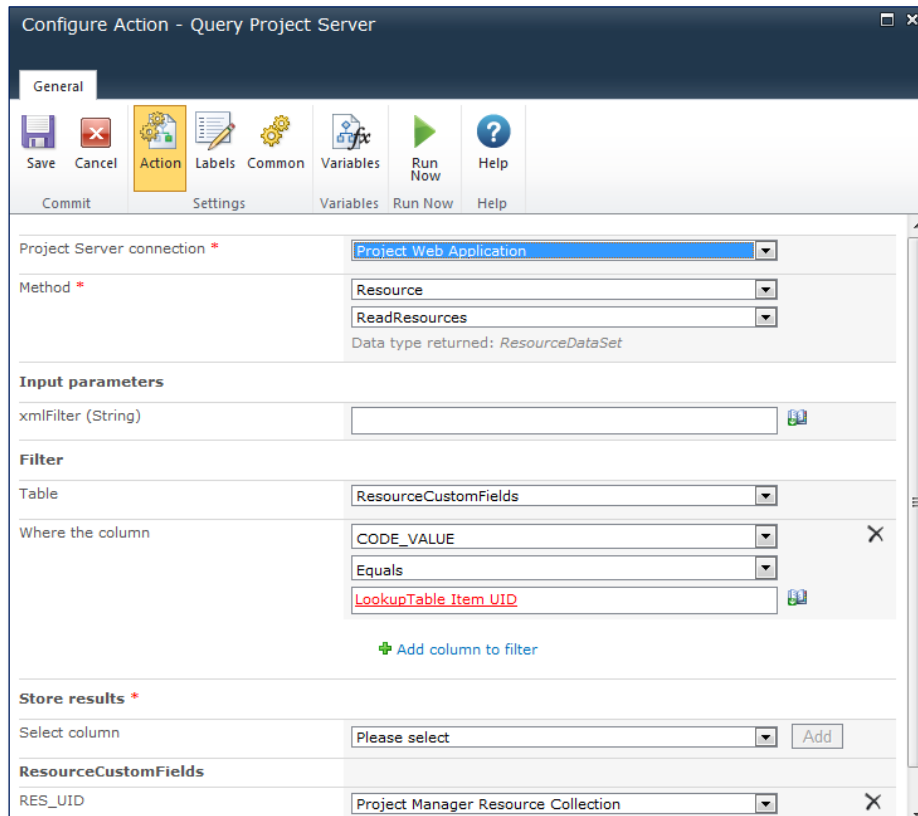 Configure Action - Query Project Server
General
Save Cancel Action Labels Common Variables Run Now Help
Commit Settings Variables Run Now Help
Project Server connection * Project Web Application
Method * Resource
ReadResources
Data type returned: ResourceDataSet
Input parameters
xmlFilter (String)
Filter
Table ResourceCustomFields
Where the column CODE_VALUE
Equals
LookupTable Item UID
Add column to filter
Store results *
Select column Please select Add
ResourceCustomFields
RES_UID Project Manager Resource Collection